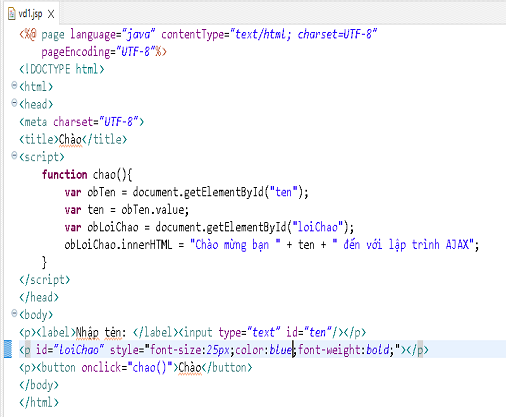 vd1.jsp
<%@ page language="java" contentType="text/html; charset=UTF-8"
pageEncoding="UTF-8"%>
<!DOCTYPE html>
<html>
<head>
<meta charset="UTF-8">
<title>Chào</title>
<script>
function chao(){
var obTen = document.getElementById("ten");
var ten = obTen.value;
var obLoiChao = document.getElementById("loiChao");
obLoiChao.innerHTML = "Chào mừng bạn " + ten + " đến với lập trình AJAX";
}
</script>
</head>
<body>
<p><label>Nhập tên: </label><input type="text" id="ten"/></p>
<p id="loiChao" style="font-size:25px;color:blue;font-weight:bold;"></p>
<p><button onclick="chao()">Chào</button>
</body>
</html>